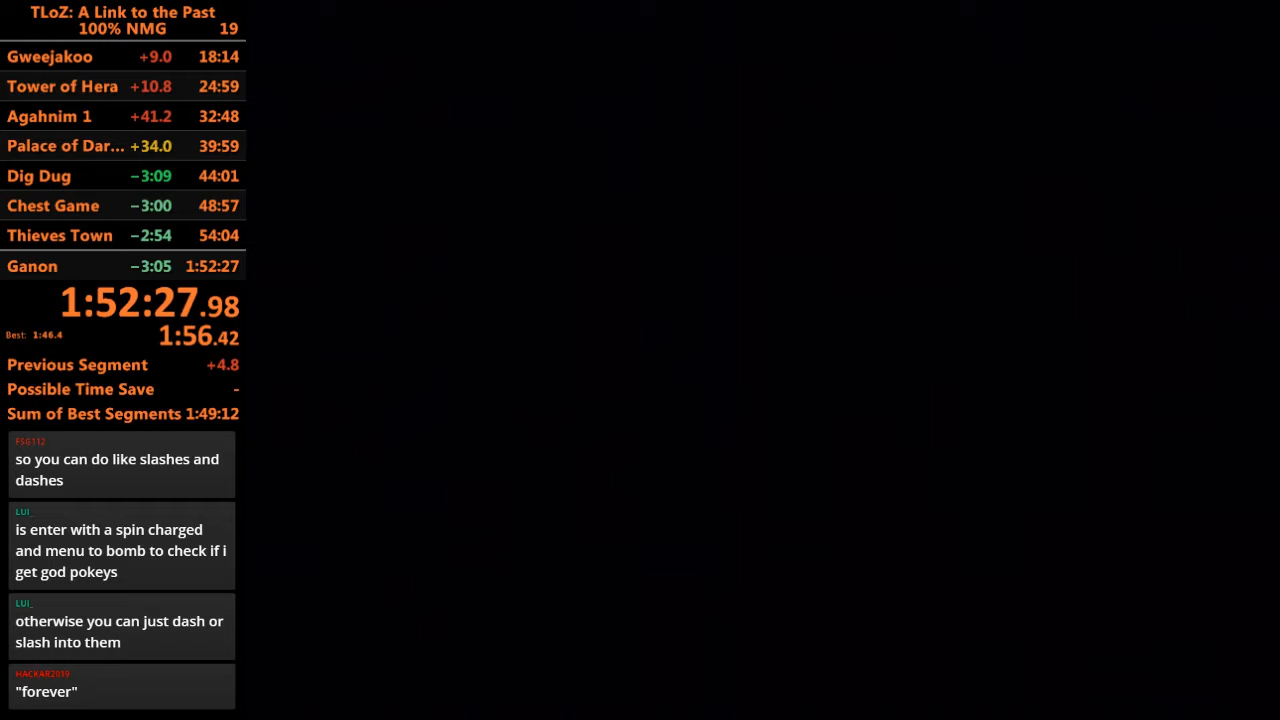 TLoZ: A Link to the Past
100% NMG 19
Gweejakoo +9.0 18:14
Tower of Hera +10.8 24:59
Agahnim 1 +41.2 32:48
Palace of Dar... +34.0 39:59
Dig Dug −3:09 44:01
Chest Game −3:00 48:57
Thieves Town −2:54 54:04
Ganon −3:05 1:52:27
1:52:27.98
Best: 1:46.4 1:56.42
Previous Segment +4.8
Possible Time Save -
Sum of Best Segments 1:49:12
FSG112
so you can do like slashes and
dashes
LUI_
is enter with a spin charged
and menu to bomb to check if i
get god pokeys
LUI_
otherwise you can just dash or
slash into them
HACKAR2019
"forever"